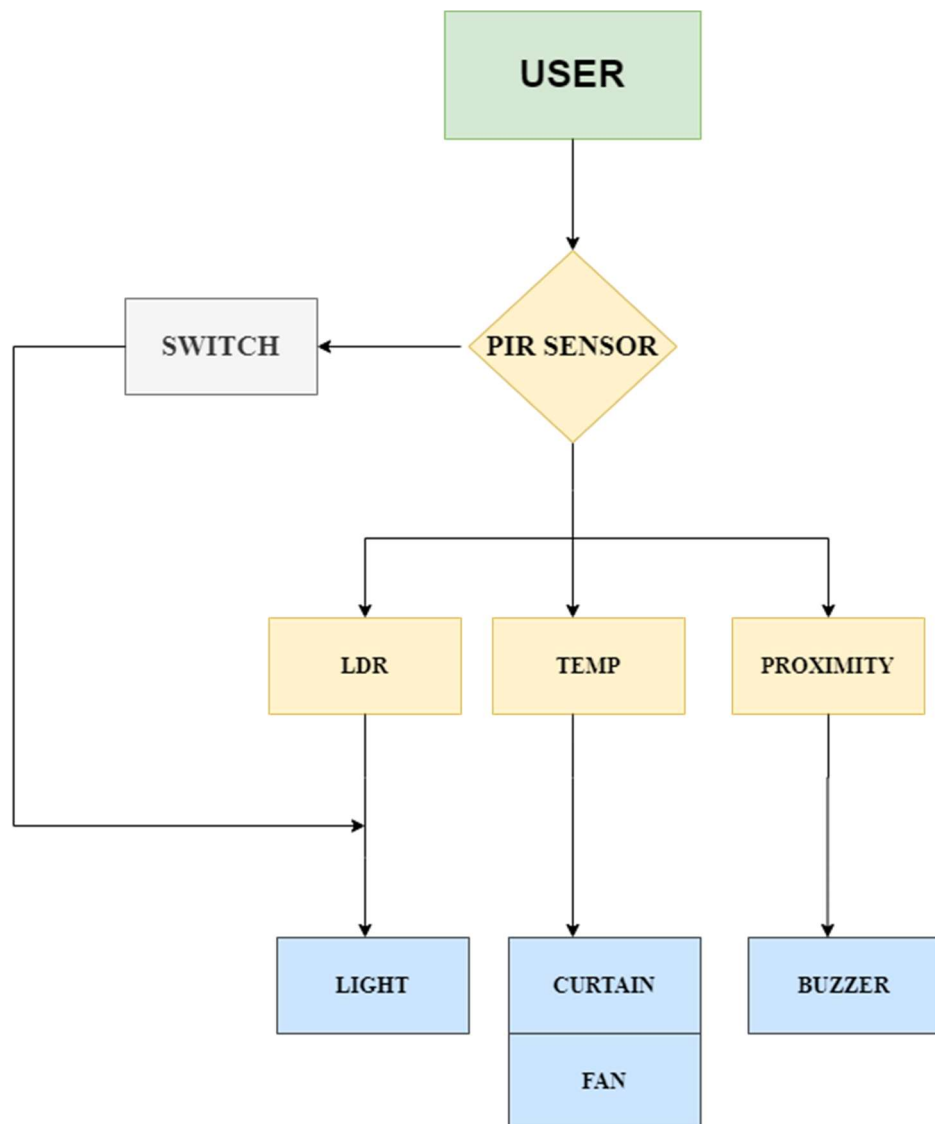 USER
SWITCH
PIR SENSOR
LDR
TEMP
PROXIMITY
LIGHT
CURTAIN
BUZZER
FAN